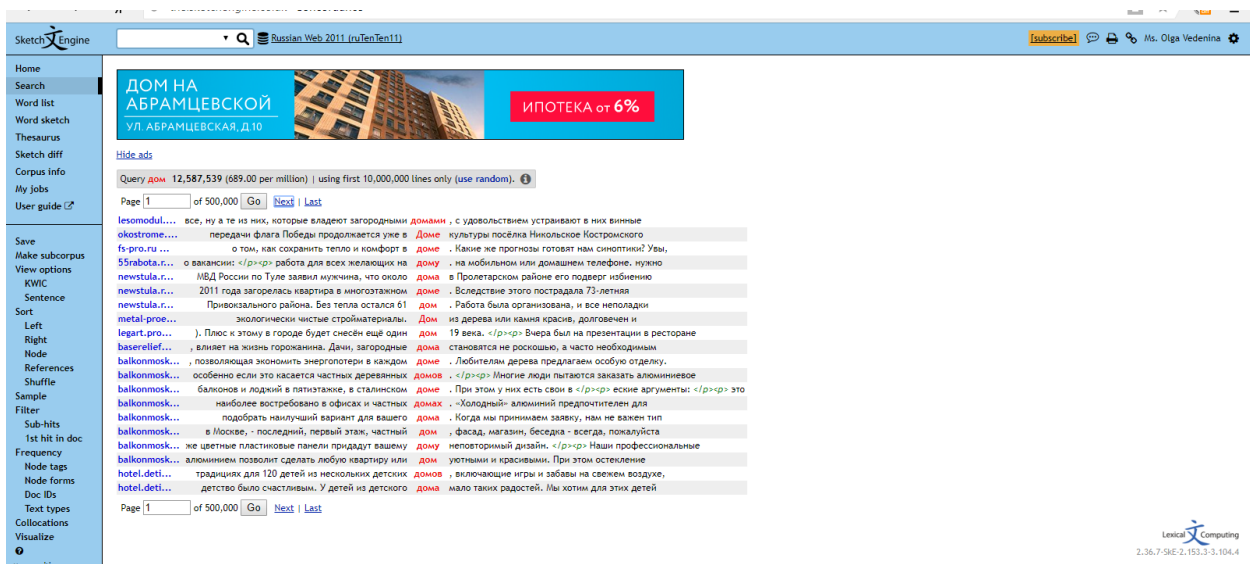 Sketch Engine
Russian Web 2011 (ruTenTen11)
[subscribe]
Ms. Olga Vedenina
Home
Search
Word list
Word sketch
Thesaurus
Sketch diff
Corpus info
My jobs
User guide
Save
Make subcorpus
View options
KWIC
Sentence
Sort
Left
Right
Node
References
Shuffle
Sample
Filter
Sub-hits
1st hit in doc
Frequency
Node tags
Node forms
Doc IDs
Text types
Collocations
Visualize
ДОМ НА
АБРАМЦЕВСКОЙ
УЛ. АБРАМЦЕВСКАЯ, Д.10
ИПОТЕКА от 6%
Hide ads
Query дом 12,587,539 (689.00 per million) | using first 10,000,000 lines only (use random).
Page 1 of 500,000 Go Next | Last
lesomodul.... все, ну а те из них, которые владеют загородными домами , с удовольствием устраивают в них винные
okostrome.... передачи флага Победы продолжается уже в Доме культуры посёлка Никольское Костромского
fs-pro.ru ... о том, как сохранить тепло и комфорт в Доме . Какие же прогнозы готовят нам синоптики? Увы,
55rabota.r... о вакансии: </p><p> работа для всех желающих на дому . на мобильном или домашнем телефоне. нужно
newstula.r... МВД России по Туле заявил мужчина, что около дома в Пролетарском районе его подверг избиению
newstula.r... 2011 года загорелась квартира в многоэтажном доме . Вследствие этого пострадала 73-летняя
newstula.r... Привокзального района. Без тепла остался 61 дом . Работа была организована, и все неполадки
metal-proe... экологически чистые стройматериалы. Дом из дерева или камня красив, долговечен и
legart.pro... ). Плюс к этому в городе будет снесён ещё один дом 19 века. </p><p> Вчера был на презентации в ресторане
baserelief... , влияет на жизнь горожанина. Дачи, загородные дома становятся не роскошью, а часто необходимым
balkonmosk... , позволяющая экономить энергопотери в каждом доме . Любителям дерева предлагаем особую отделку.
balkonmosk... особенно если это касается частных деревянных домов . </p><p> Многие люди пытаются заказать алюминиевое
balkonmosk... балконов и лоджий в пятиэтажке, в сталинском доме . При этом у них есть свои в </p><p> еские аргументы: </p><p> это
balkonmosk... наиболее востребовано в офисах и частных домах . «Холодный» алюминий предпочтителен для
balkonmosk... подобрать наилучший вариант для вашего дома . Когда мы принимаем заявку, нам не важен тип
balkonmosk... в Москве, - последний, первый этаж, частный дом , фасад, магазин, беседка - всегда, пожалуйста
balkonmosk... же цветные пластиковые панели придадут вашему дому неповторимый дизайн. </p><p> Наши профессиональные
balkonmosk... алюминием позволит сделать любую квартиру или дом уютными и красивыми. При этом остекление
hotel.deti... традициях для 120 детей из нескольких детских домов , включающие игры и забавы на свежем воздухе,
hotel.deti... детство было счастливым. У детей из детского дома мало таких радостей. Мы хотим для этих детей
Page 1 of 500,000 Go Next | Last
Lexical Computing
2.36.7-SkE-2.153.3-3.104.4